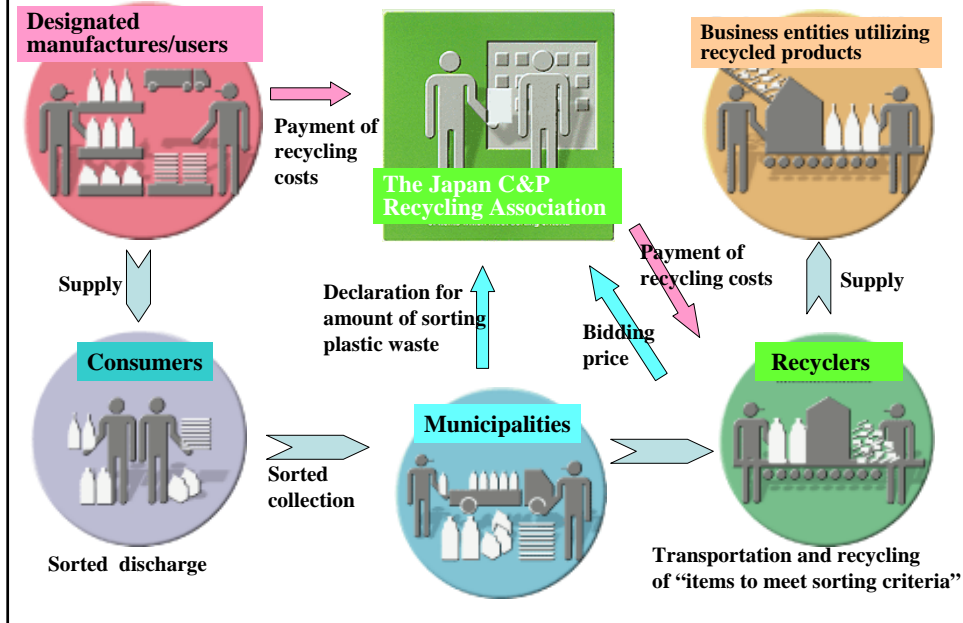 Designated
manufactures/users
Business entities utilizing
recycled products
Payment of
recycling
costs
The Japan C&P
Recycling Association
Supply
Declaration for
amount of sorting
plastic waste
Payment of
recycling costs
Bidding
price
Supply
Consumers
Recyclers
Municipalities
Sorted
collection
Sorted discharge
Transportation and recycling
of “items to meet sorting criteria”